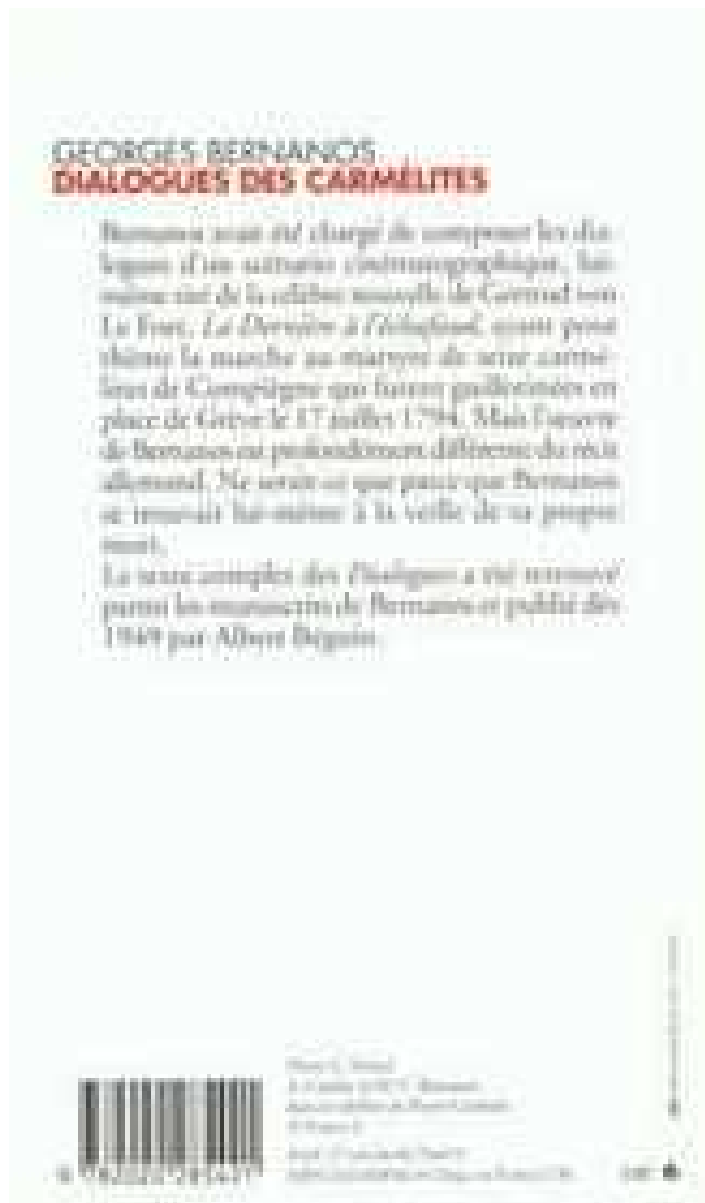 GEORGES BERNANOS
DIALOGUES DES CARMÉLITES
Bernanos avait été chargé de composer les dia-
logues d'un scénario cinématographique, lui-
même tiré de la célèbre nouvelle de Gertrud von
Le Fort, La Dernière à l'échafaud, ayant pour
thème la marche au martyre de seize carmé-
lites de Compiègne qui furent guillotinées en
place de Grève le 17 juillet 1794. Mais l'œuvre
de Bernanos est profondément différente du récit
allemand. Ne serait-ce que parce que Bernanos
se trouvait lui-même à la veille de sa propre
mort.
Le texte complet des Dialogues a été retrouvé
parmi les manuscrits de Bernanos et publié dès
1949 par Albert Béguin.